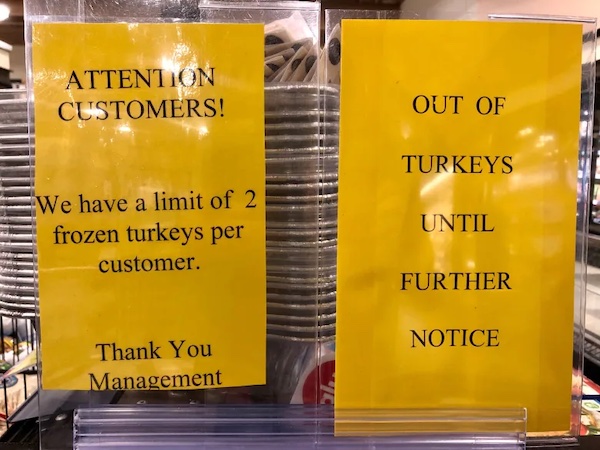 ATTENTION
CUSTOMERS!
We have a limit of 2
frozen turkeys per
customer.
Thank You
Management
OUT OF
TURKEYS
UNTIL
FURTHER
NOTICE